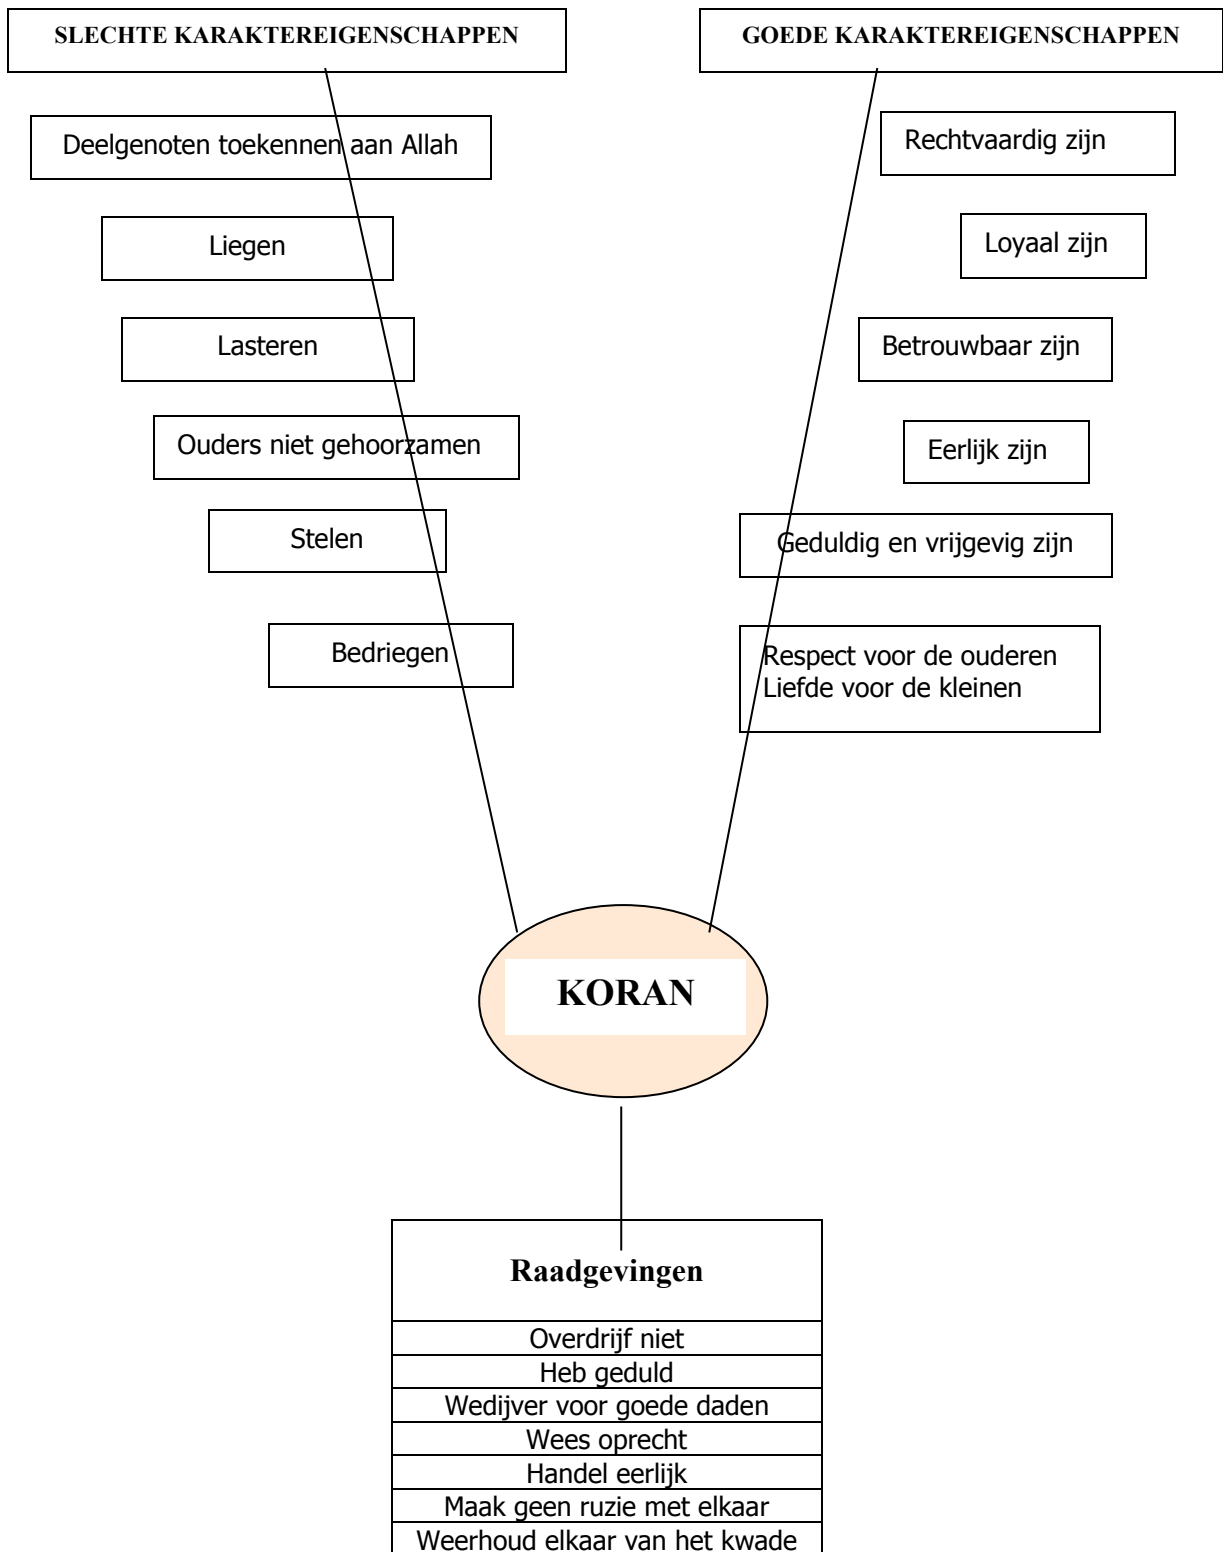 SLECHTE KARAKTEREIGENSCHAPPEN
GOEDE KARAKTEREIGENSCHAPPEN
Deelgenoten toekennen aan Allah
Rechtvaardig zijn
Liegen
Loyaal zijn
Lasteren
Betrouwbaar zijn
Ouders niet gehoorzamen
Eerlijk zijn
Stelen
Geduldig en vrijgevig zijn
Bedriegen
Respect voor de ouderen
Liefde voor de kleinen
KORAN
Raadgevingen
Overdrijf niet
Heb geduld
Wedijver voor goede daden
Wees oprecht
Handel eerlijk
Maak geen ruzie met elkaar
Weerhoud elkaar van het kwade